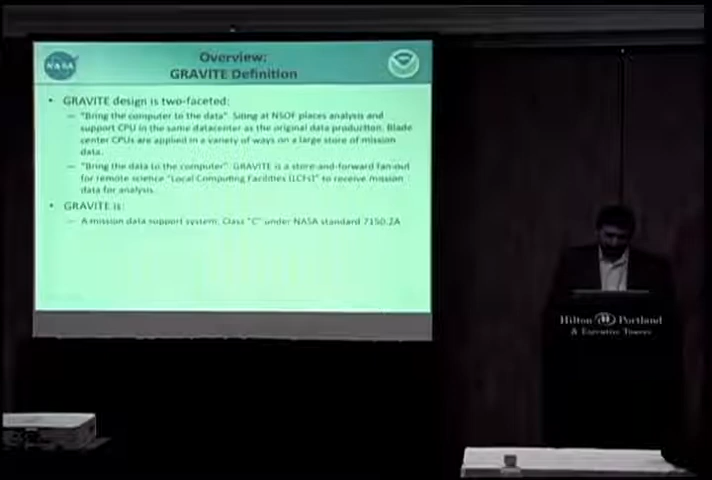 NASA
Overview:
GRAVITE Definition
• GRAVITE design is two-faceted:
– "Bring the computer to the data". Siting at NSOF places analysis and
support CPU in the same datacenter as the original data production. Blade
center CPUs are applied in a variety of ways on a large store of mission
data.
– "Bring the data to the computer". GRAVITE is a store-and-forward fan-out
for remote science "Local Computing Facilities (LCFs)" to receive mission
data for analysis.
• GRAVITE is:
– A mission data support system; Class "C" under NASA standard 7150.2A
Hilton Portland
& Executive Tower